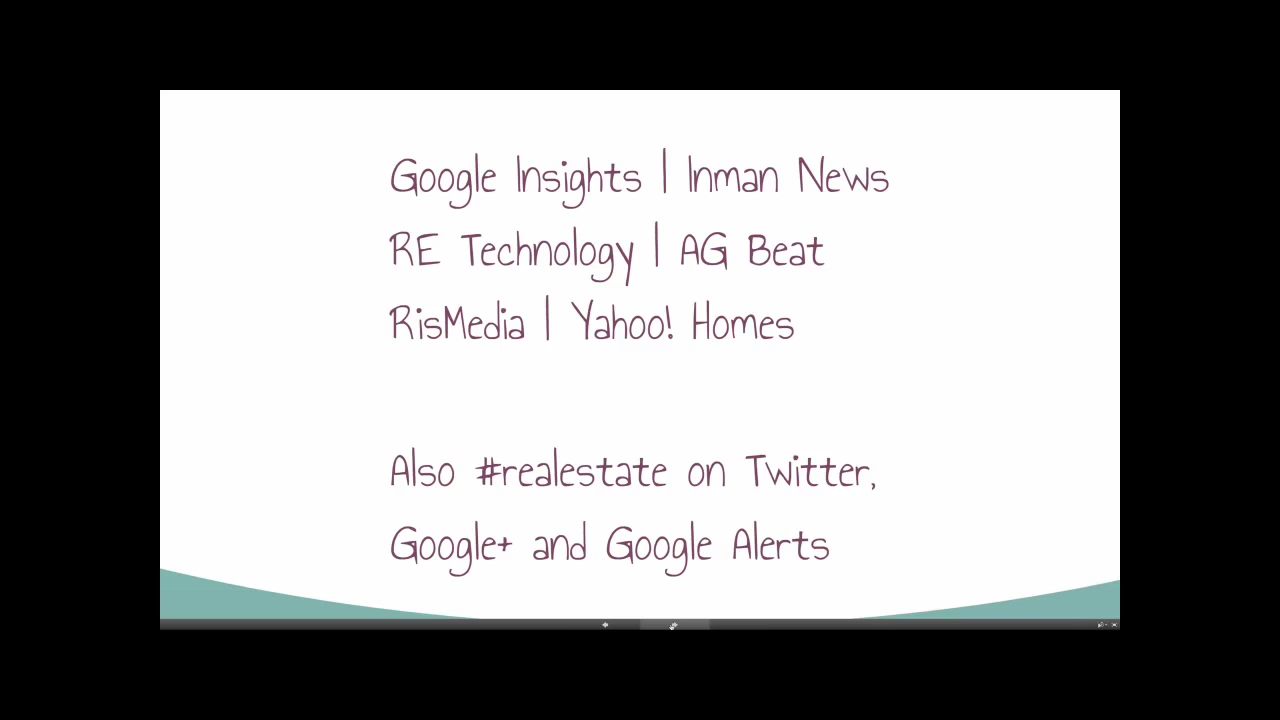 Google Insights | Inman News
RE Technology | AG Beat
RisMedia | Yahoo! Homes
Also #realestate on Twitter,
Google+ and Google Alerts